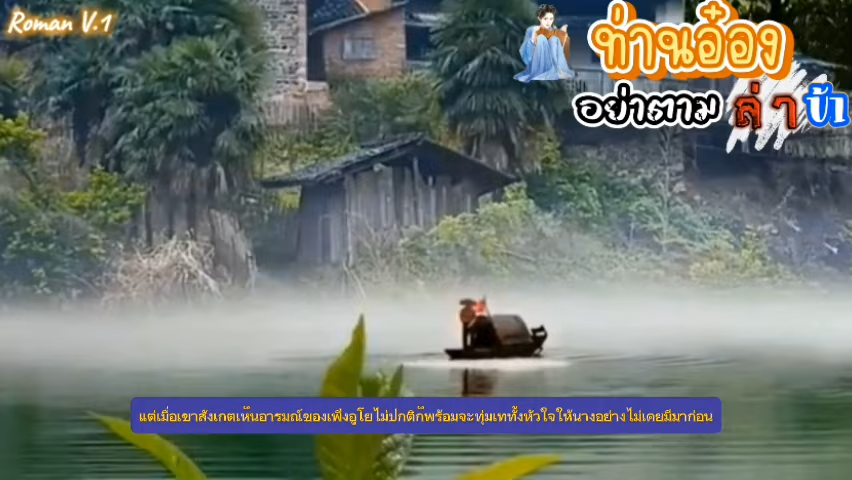 Roman V.1
ท่านอ๋อง
อย่าตาม ล่า ข้า
แต่เมื่อเขาสังเกตเห็นอารมณ์ของเฟิงอูโยไม่ปกติก็พร้อมจะทุ่มเททั้งหัวใจให้นางอย่างไม่เคยมีมาก่อน